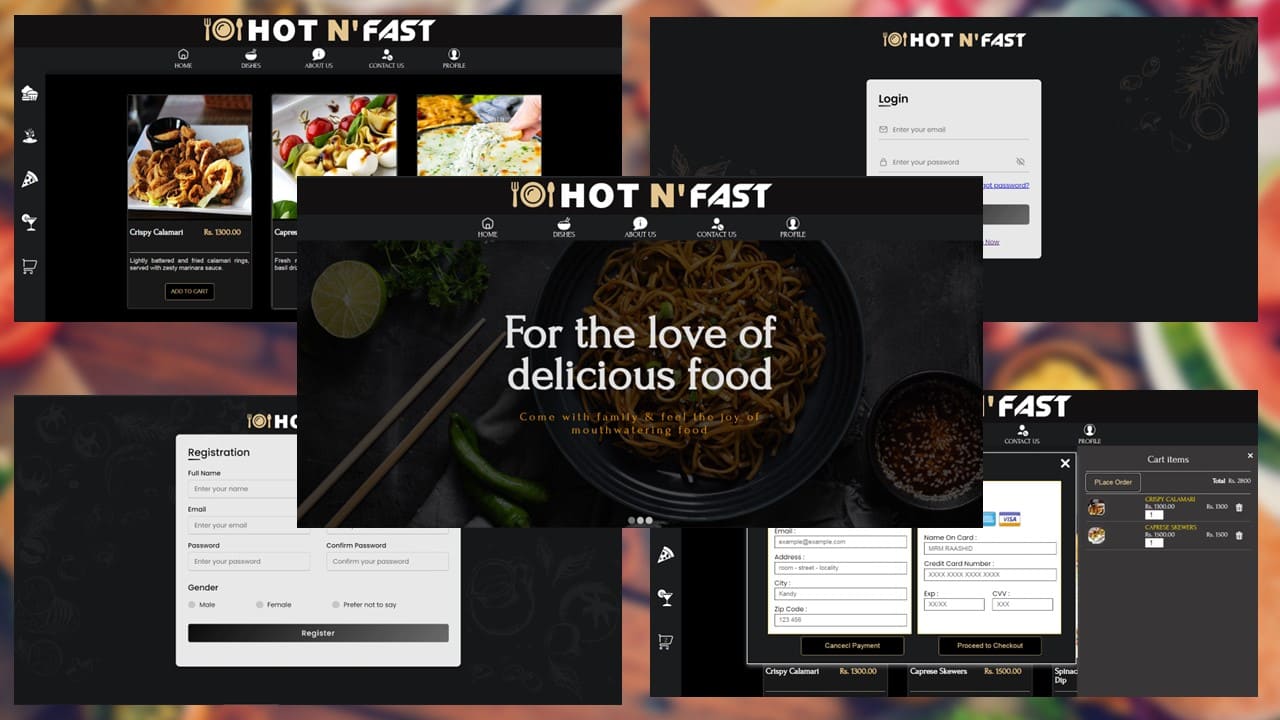 HOT N' FAST
HOME DISHES ABOUT US CONTACT US PROFILE
Crispy Calamari Rs. 1300.00
Lightly battered and fried calamari rings,
served with zesty marinara sauce.
ADD TO CART
HOT N' FAST
Login
Enter your email
Enter your password
password?
Now
HOT N' FAST
HOME DISHES ABOUT US CONTACT US PROFILE
For the love of
delicious food
Come with family & feel the joy of
mouthwatering food
Registration
Full Name
Enter your name
Email
Enter your email
Password Confirm Password
Enter your password Confirm your password
Gender
Male Female Prefer not to say
Register
FAST
CONTACT US PROFILE
Email :
example@example.com
Address :
room - street - locality
City :
Kandy
Zip Code :
123 456
VISA
Name On Card :
MRM RAASHID
Credit Card Number :
XXXX XXXX XXXX XXXX
Exp : CVV :
XX/XX XXX
Cancecl Payment Proceed to Checkout
Crispy Calamari Rs. 1300.00 Caprese Skewers Rs. 1500.00
Dip
Cart items
PLace Order Total Rs. 2800
CRISPY CALAMARI
Rs. 1300.00 Rs. 1300
1
CAPRESE SKEWERS
Rs. 1500.00 Rs. 1500
1